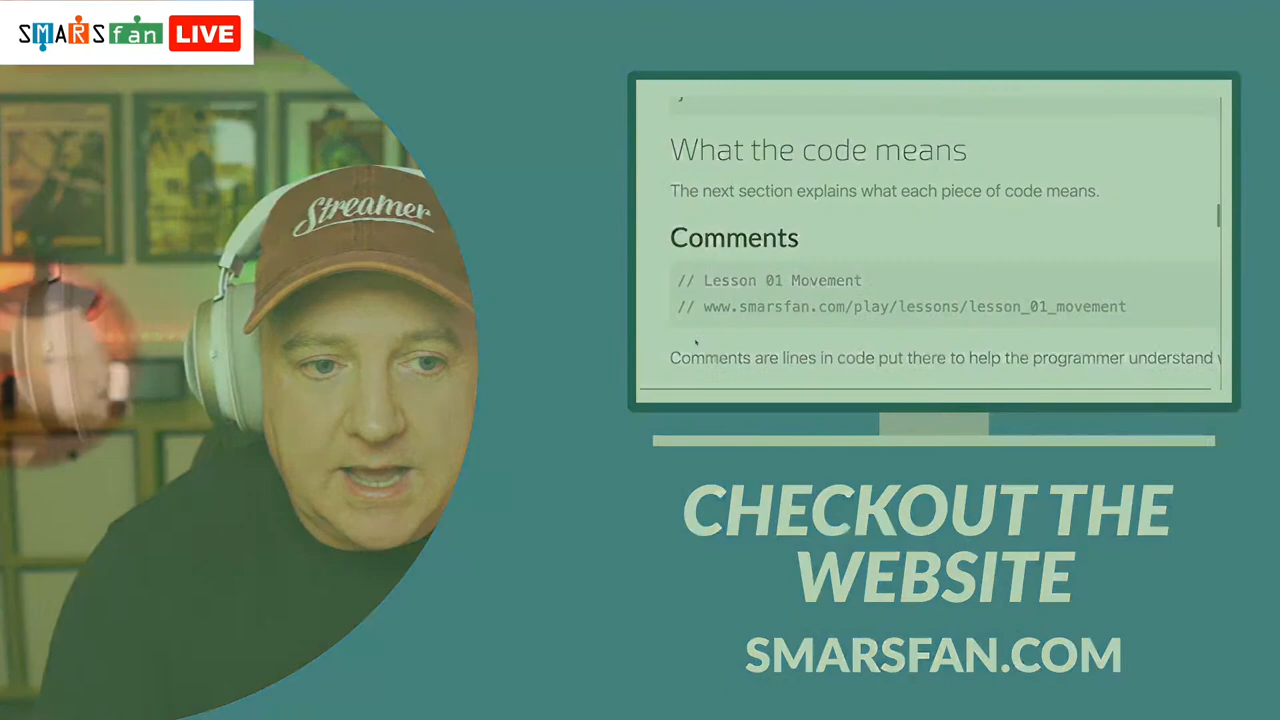 SMARSfan LIVE
Streamer
What the code means
The next section explains what each piece of code means.
Comments
// Lesson 01 Movement
// www.smarsfan.com/play/lessons/lesson_01_movement
Comments are lines in code put there to help the programmer understand
CHECKOUT THE
WEBSITE
SMARSFAN.COM